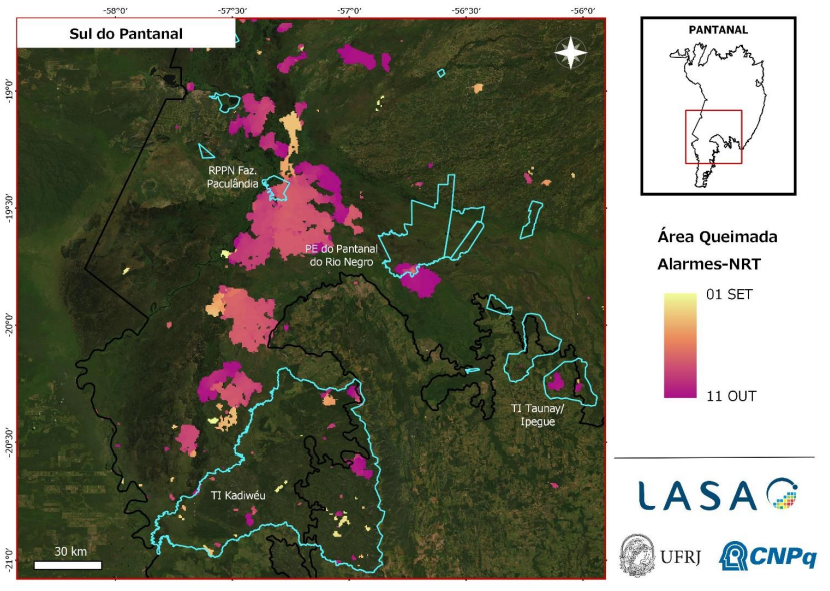 -58°0'
-57°30'
-57°0'
-56°30'
-56°0'
Sul do Pantanal
-19°0'
-19°30'
-20°0'
-20°30'
-21°0'
RPPN Faz.
Paculândia
PE do Pantanal
do Rio Negro
TI Taunay/
Ipegue
TI Kadiwéu
30 km
PANTANAL
Área Queimada
Alarmes-NRT
01 SET
11 OUT
LASA
UFRJ
CNPq